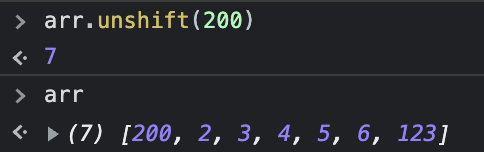 > arr.unshift(200)
<· 7
> arr
<· ▶ (7) [200, 2, 3, 4, 5, 6, 123]